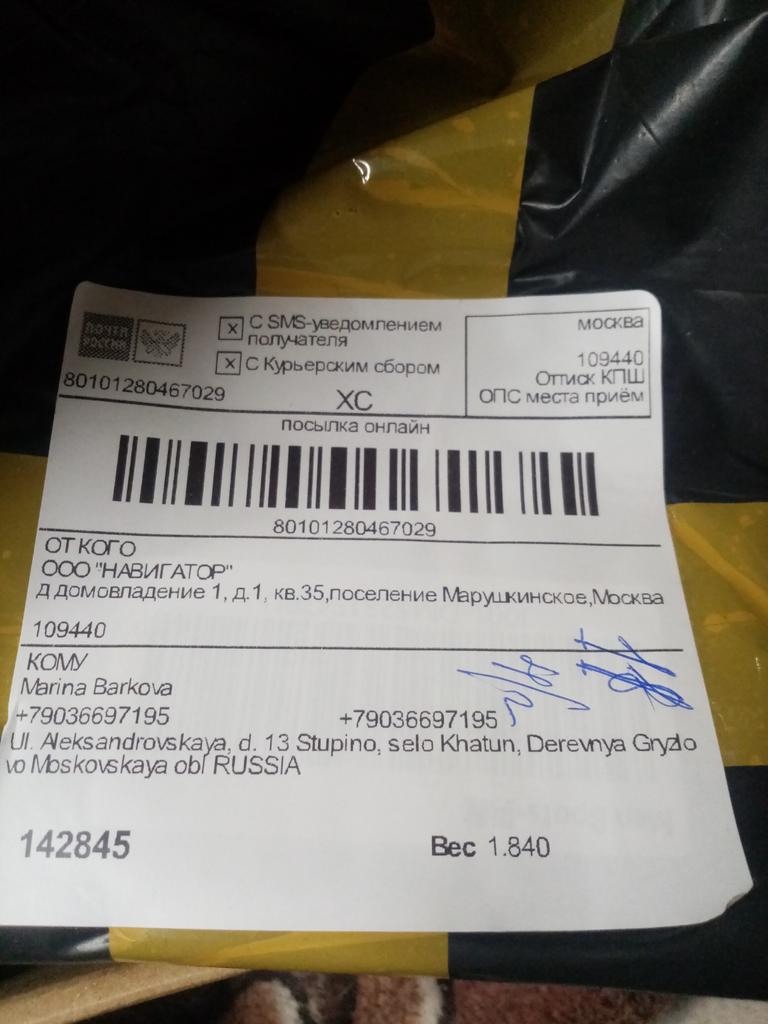 ПОЧТА
РОССИИ
x С SMS-уведомлением
получателя
x С Курьерским сбором
москва
109440
Оттиск КПШ
ОПС места приём
80101280467029
XC
посылка онлайн
80101280467029
ОТ КОГО
ООО "НАВИГАТОР"
Д домовладение 1, д.1, кв.35,поселение Марушкинское,Москва
109440
КОМУ
Marina Barkova
+79036697195 +79036697195
Ul. Aleksandrovskaya, d. 13 Stupino, selo Khatun, Derevnya Gryzlo
vo Moskovskaya obl RUSSIA
142845
Вес 1.840